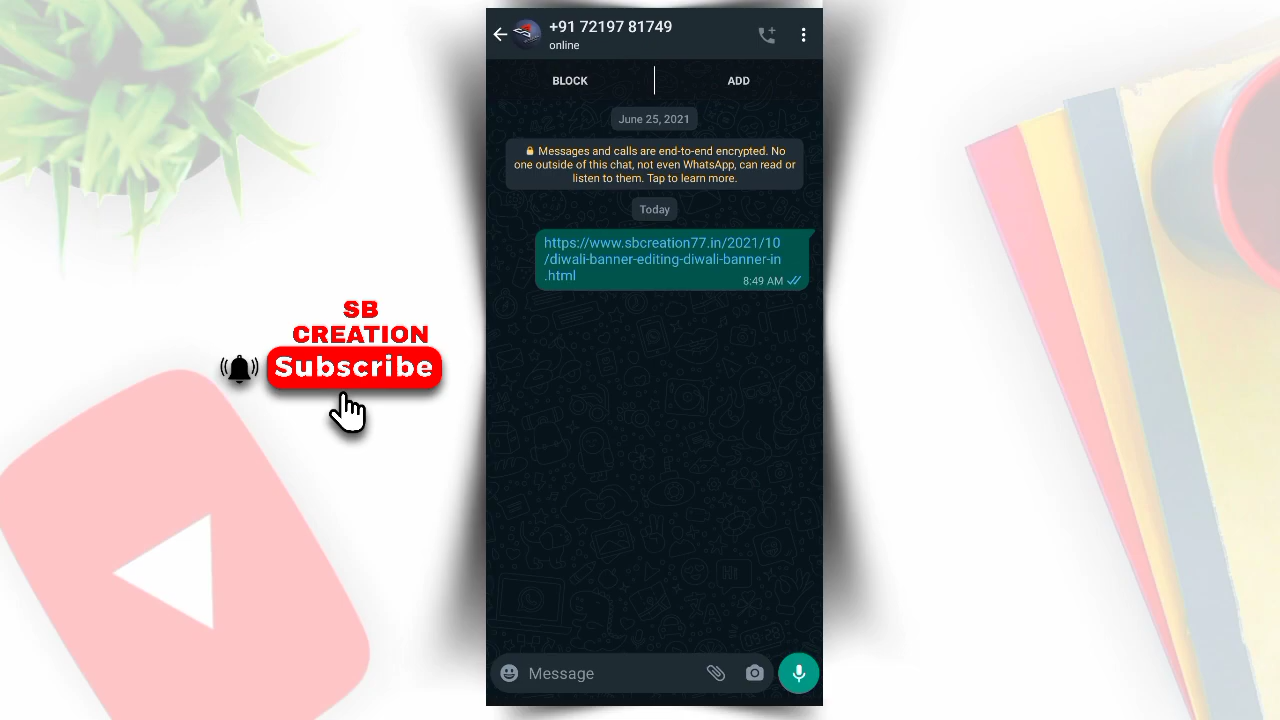 +91 72197 81749
online
BLOCK
ADD
June 25, 2021
Messages and calls are end-to-end encrypted. No
one outside of this chat, not even WhatsApp, can read or
listen to them. Tap to learn more.
Today
https://www.sbcreation77.in/2021/10
/diwali-banner-editing-diwali-banner-in
.html
8:49 AM
SB
CREATION
Subscribe
Hi
Message